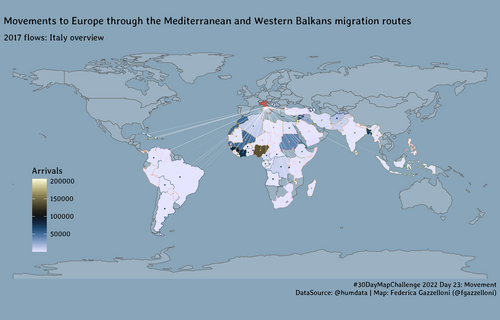 Movements to Europe through the Mediterranean and Western Balkans migration routes
2017 flows: Italy overview
Arrivals
200000
150000
100000
50000
#30DayMapChallenge 2022 Day 23: Movement
DataSource: @humdata | Map: Federica Gazzelloni (@fgazzelloni)